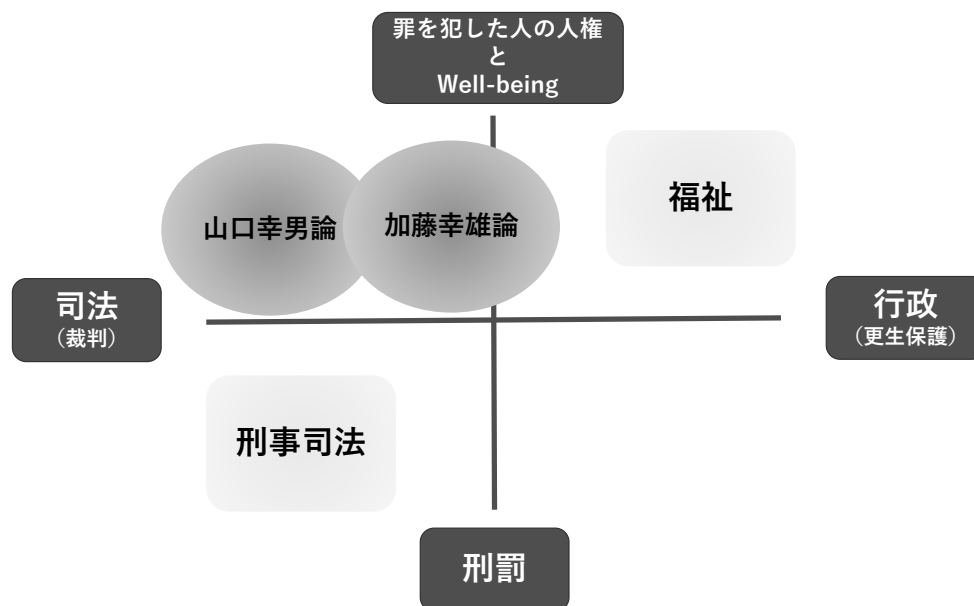 罪を犯した人の人権
と
Well-being
福祉
山口幸男論
加藤幸雄論
司法
（裁判）
行政
（更生保護）
刑事司法
刑罰